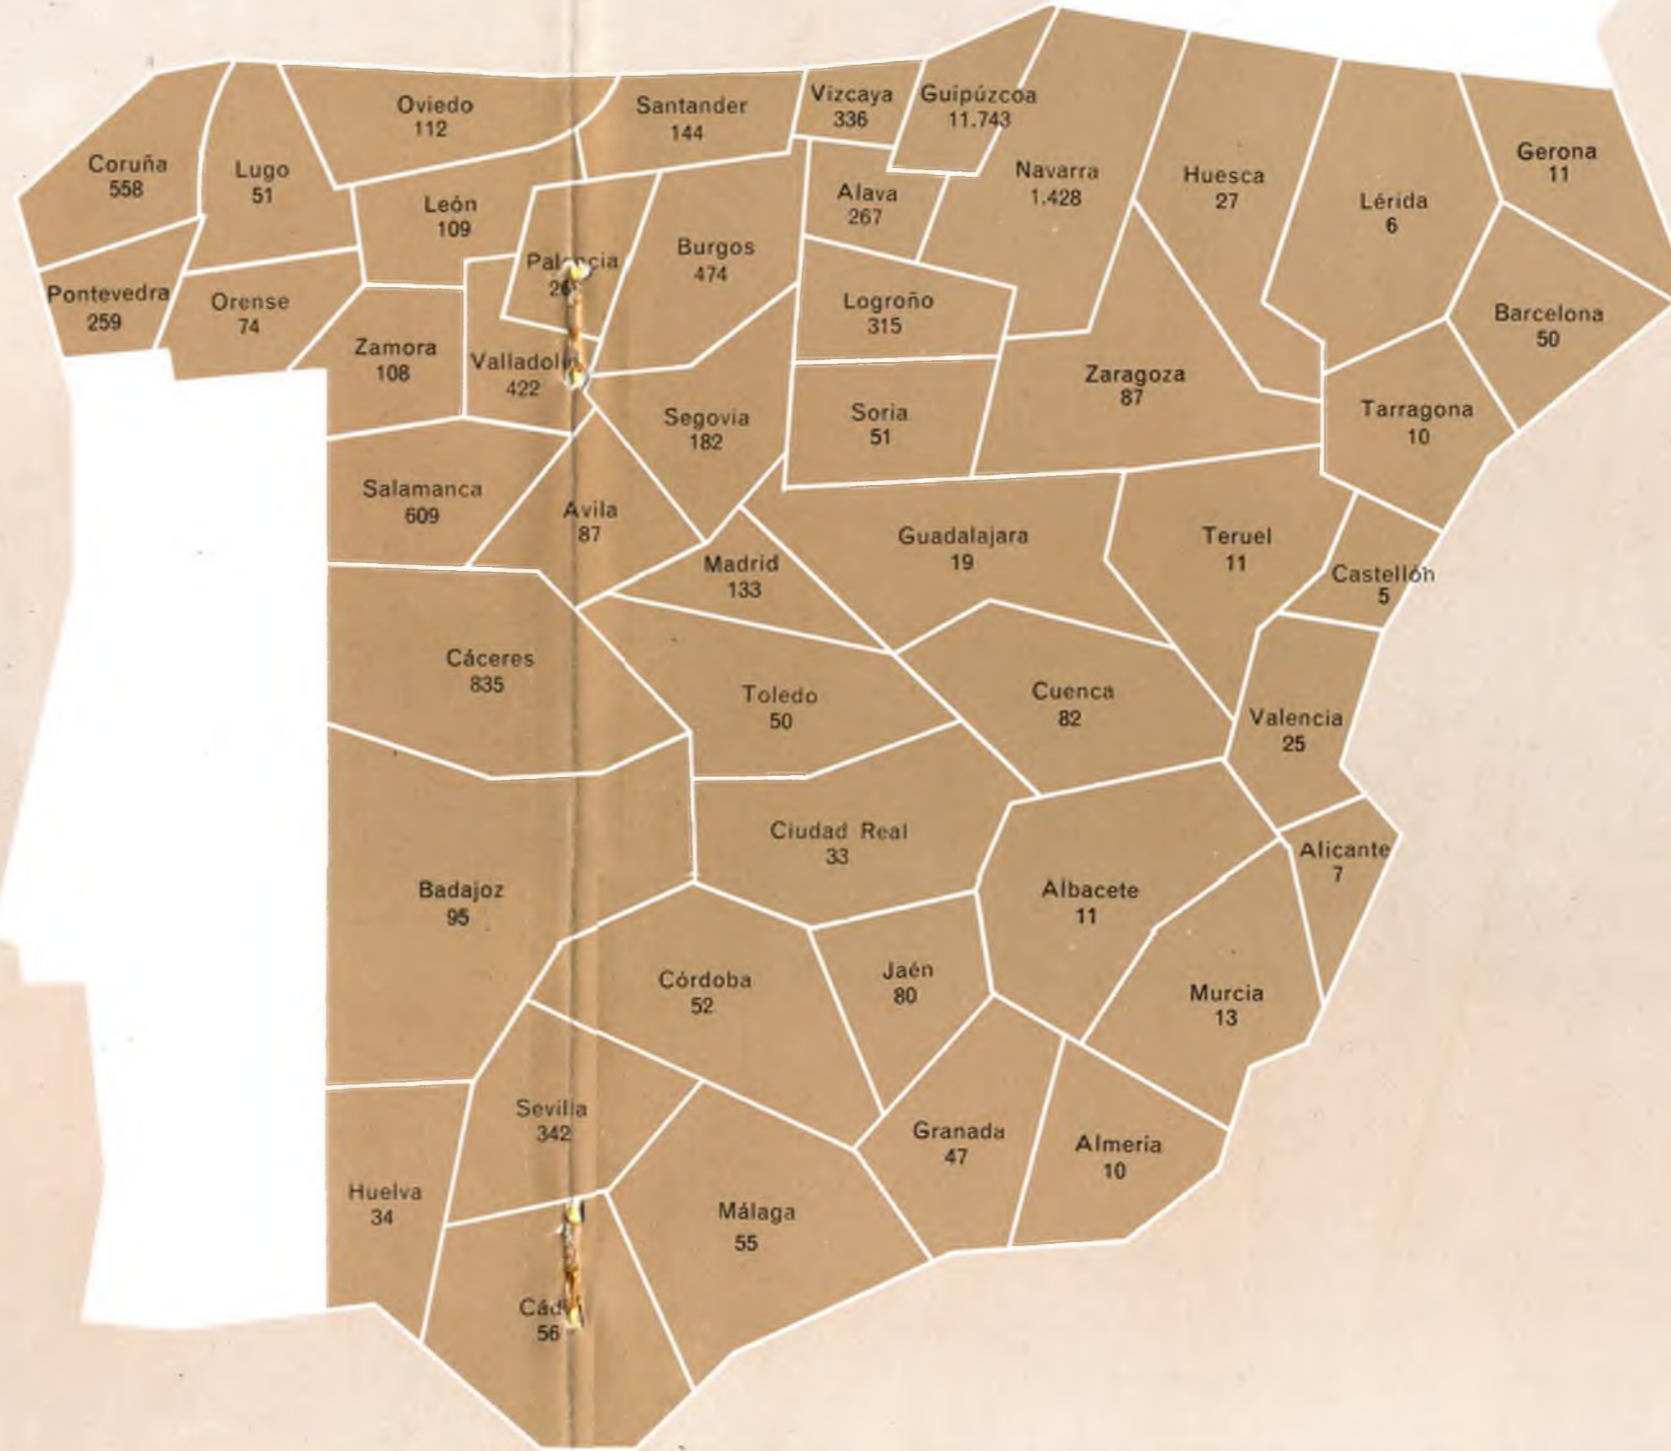 Oviedo
112
Santander
144
Vizcaya
336
Guipúzcoa
11.743
Coruña
558
Lugo
51
León
109
Alava
267
Navarra
1.428
Huesca
27
Lérida
6
Gerona
11
Pontevedra
259
Orense
74
Burgos
474
Logroño
315
Barcelona
50
Zamora
108
422
Segovia
182
Soria
51
Zaragoza
87
Tarragona
10
Salamanca
609
Avila
87
Madrid
133
Guadalajara
19
Teruel
11
Castellón
5
Cáceres
835
Toledo
50
Cuenca
82
Valencia
25
Badajoz
95
Ciudad Real
33
Albacete
11
Alicante
7
Córdoba
52
Jaén
80
Murcia
13
Huelva
34
Sevilla
342
Málaga
55
Granada
47
Almería
10
56